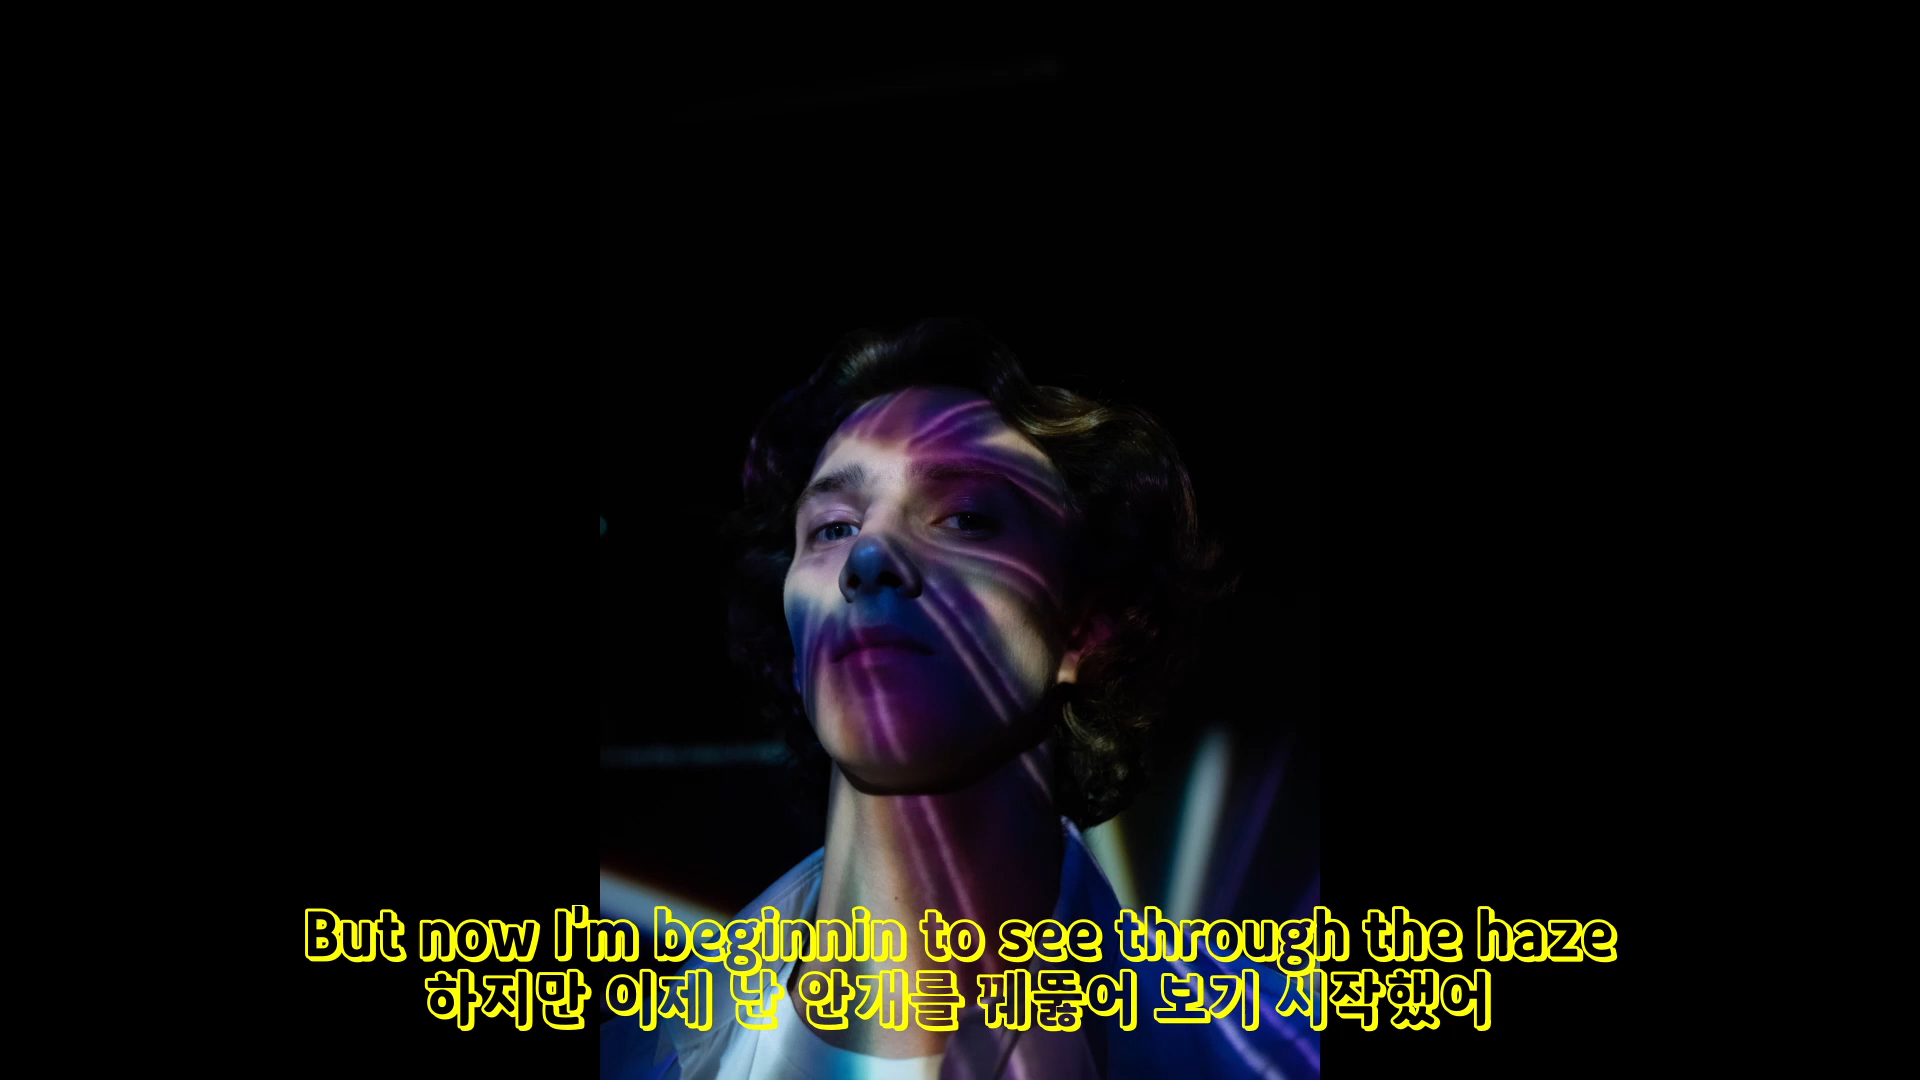 But now I'm beginnin to see through the haze
하지만 이제 난 안개를 꿰뚫어 보기 시작했어